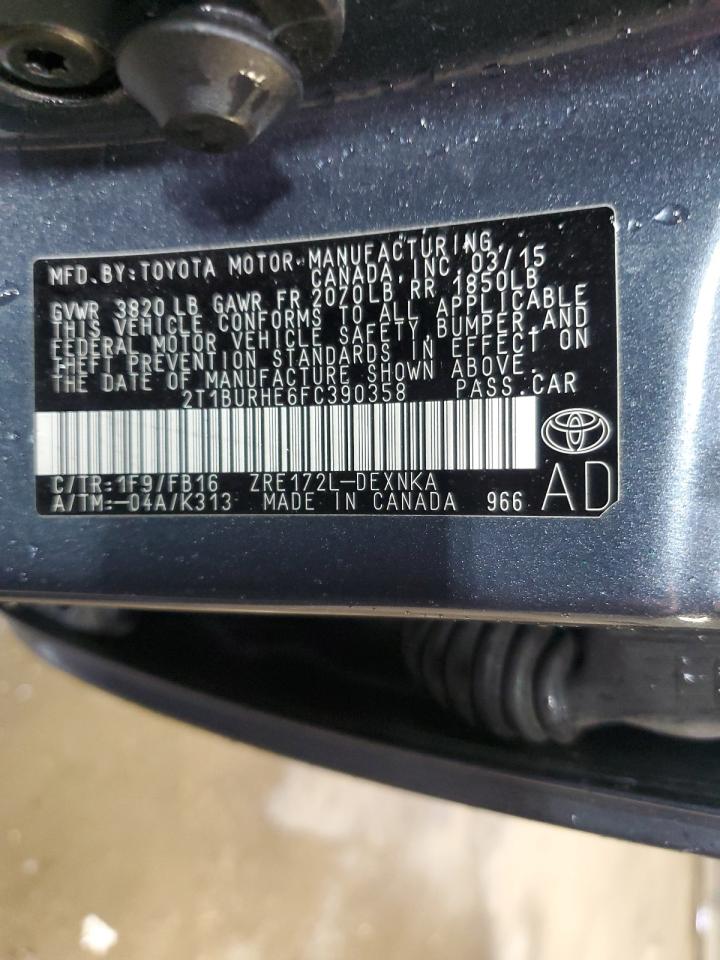 MFD.BY:TOYOTA MOTOR MANUFACTURING,
CANADA, INC. 03/15
GVWR 3820 LB GAWR FR 2070LB, RR 1850LB
THIS VEHICLE CONFORMS TO ALL APPLICABLE
FEDERAL MOTOR VEHICLE SAFETY, BUMPER, AND
THEFT PREVENTION STANDARDS IN EFFECT ON
THE DATE OF MANUFACTURE SHOWN ABOVE.
2T1BURHE6FC390358 PASS.CAR
C/TR:1F9/FB16 ZRE172L-DEXNKA
A/TM:-04A/K313 MADE IN CANADA 966
AD